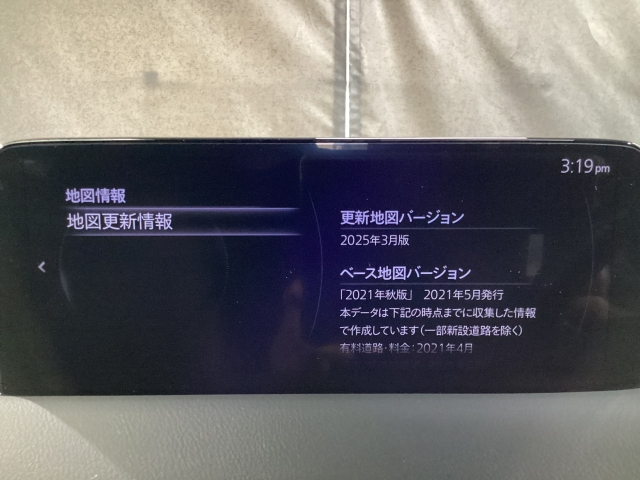 3:19pm
地図情報
地図更新情報
更新地図バージョン
2025年3月版
ベース地図バージョン
「2021年秋版」 2021年5月発行
本データは下記の時点までに収集した情報
で作成しています(一部新設道路を除く)
有料道路・料金:2021年4月